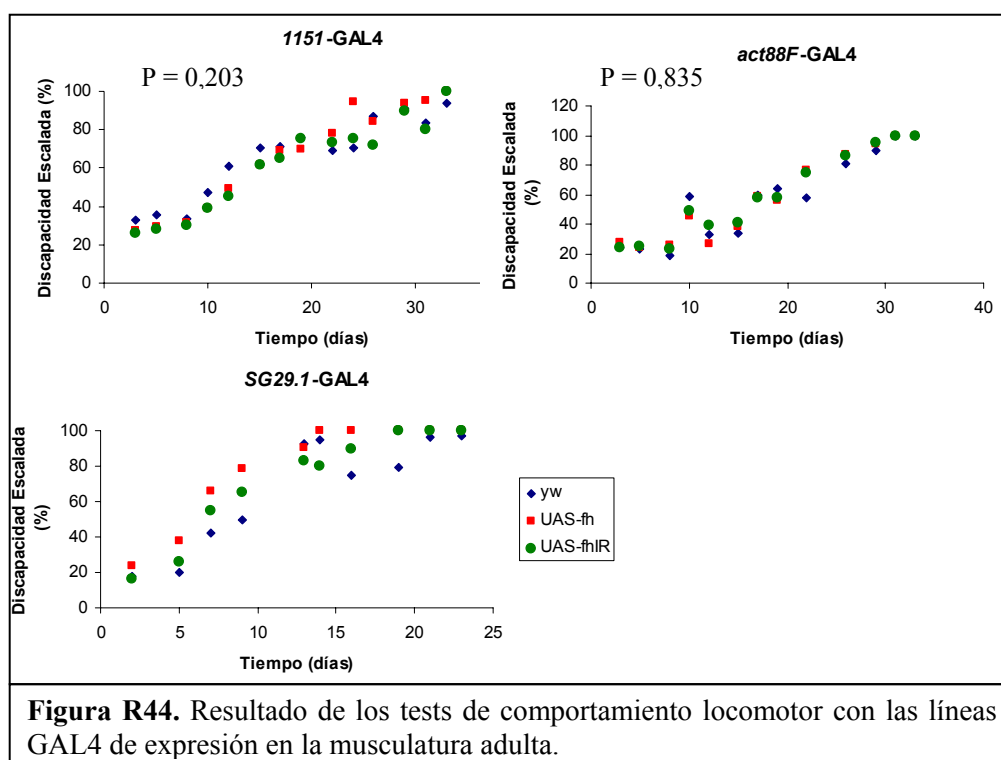 1151-GAL4
P = 0,203
Discapacidad Escalada (%)
100
80
60
40
20
0
0 10 20 30
Tiempo (días)
act88F-GAL4
P = 0,835
Discapacidad Escalada
(%)
120
100
80
60
40
20
0
0 10 20 30 40
Tiempo (días)
SG29.1-GAL4
Discapacidad Escalada
(%)
100
80
60
40
20
0
0 5 10 15 20 25
Tiempo (días)
yw
UAS-fh
UAS-fhIR
Figura R44. Resultado de los tests de comportamiento locomotor con las líneas
GAL4 de expresión en la musculatura adulta.